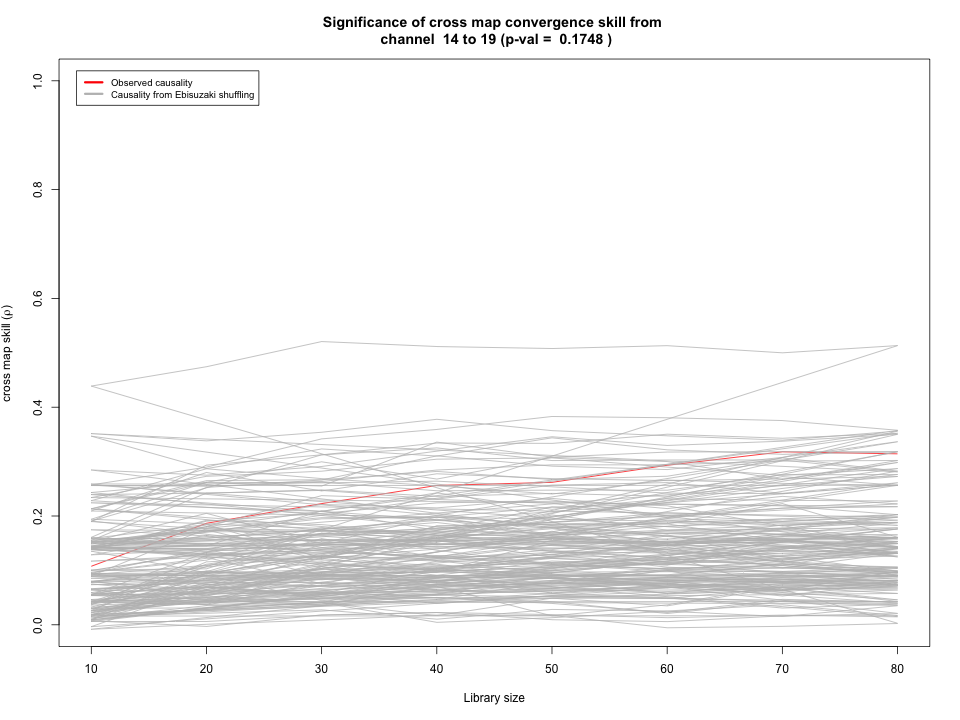 Significance of cross map convergence skill from
channel  14 to 19 (p-val =  0.1748 )
Observed causality
Causality from Ebisuzaki shuffling
1.0
0.8
0.6
0.4
0.2
0.0
cross map skill (ρ)
10 20 30 40 50 60 70 80
Library size